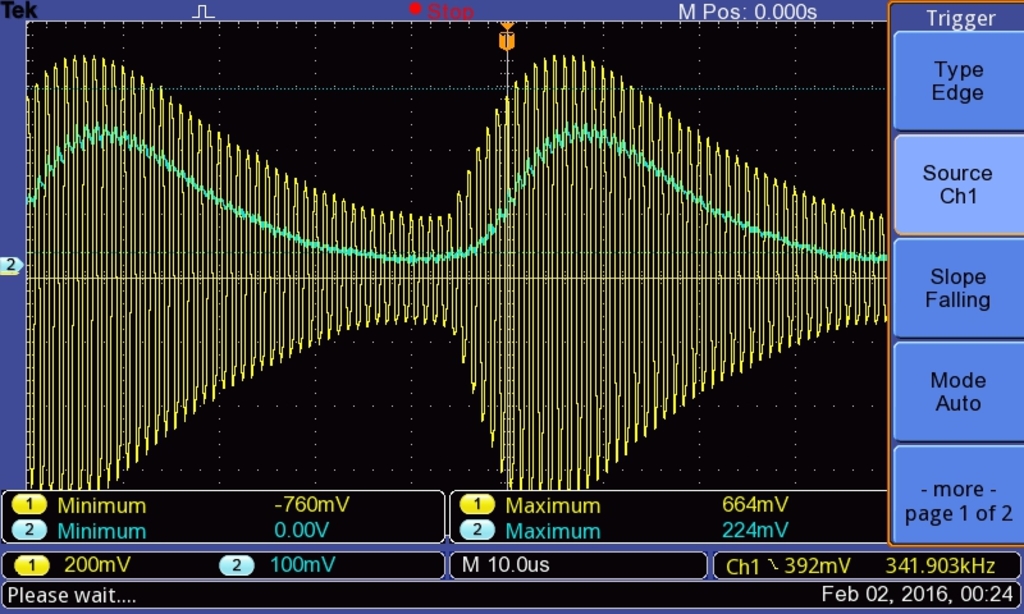 Tek
Stop
M Pos: 0.000s
Trigger
Type
Edge
Source
Ch1
Slope
Falling
Mode
Auto
- more -
page 1 of 2
2
1 Minimum -760mV
2 Minimum 0.00V
1 Maximum 664mV
2 Maximum 224mV
1 200mV
2 100mV
M 10.0us
Ch1 392mV 341.903kHz
Please wait....
Feb 02, 2016, 00:24